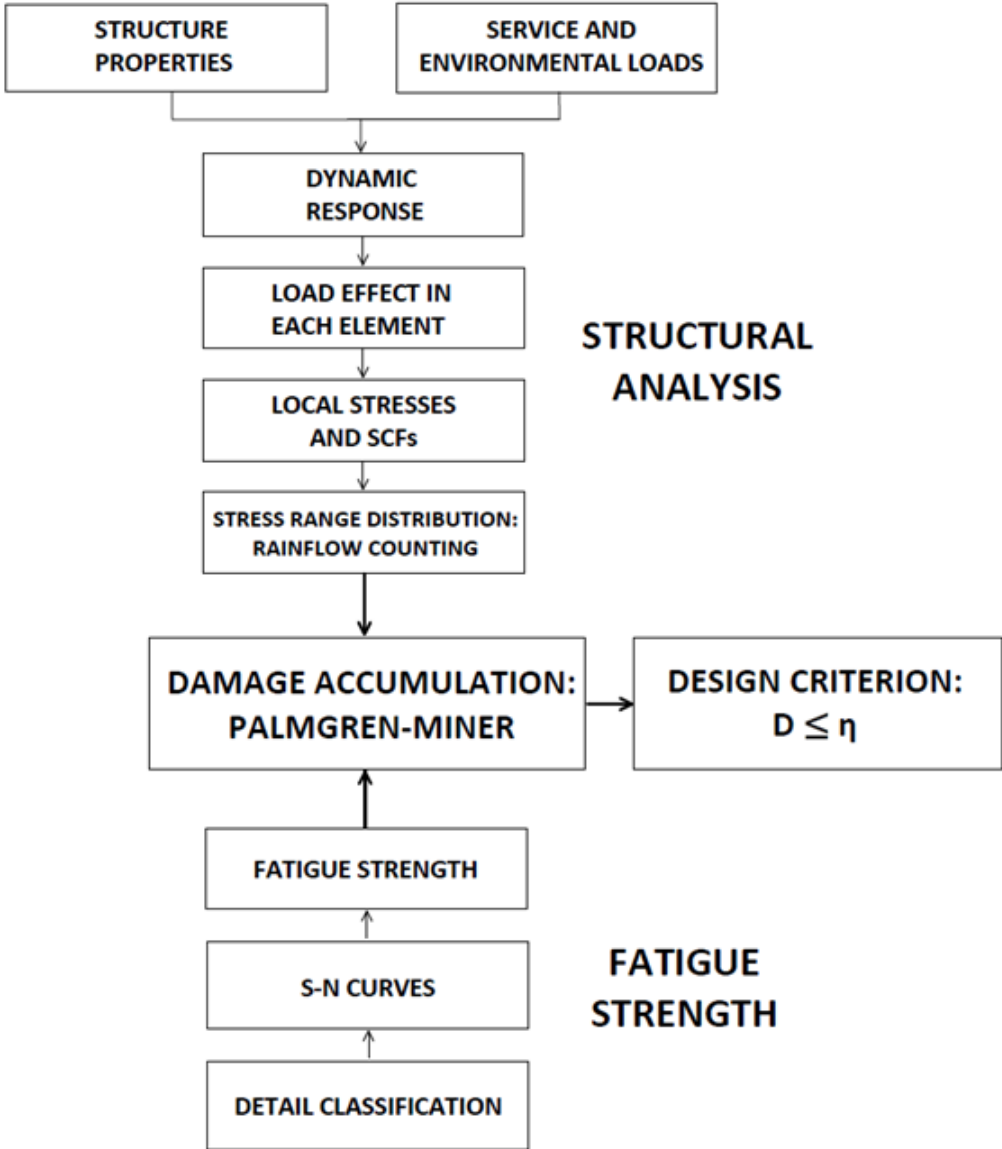 STRUCTURE
PROPERTIES
SERVICE AND
ENVIRONMENTAL LOADS
DYNAMIC
RESPONSE
LOAD EFFECT IN
EACH ELEMENT
STRUCTURAL
ANALYSIS
LOCAL STRESSES
AND SCFs
STRESS RANGE DISTRIBUTION:
RAINFLOW COUNTING
DAMAGE ACCUMULATION:
PALMGREN-MINER
DESIGN CRITERION:
D ≤ η
FATIGUE STRENGTH
S-N CURVES
FATIGUE
STRENGTH
DETAIL CLASSIFICATION